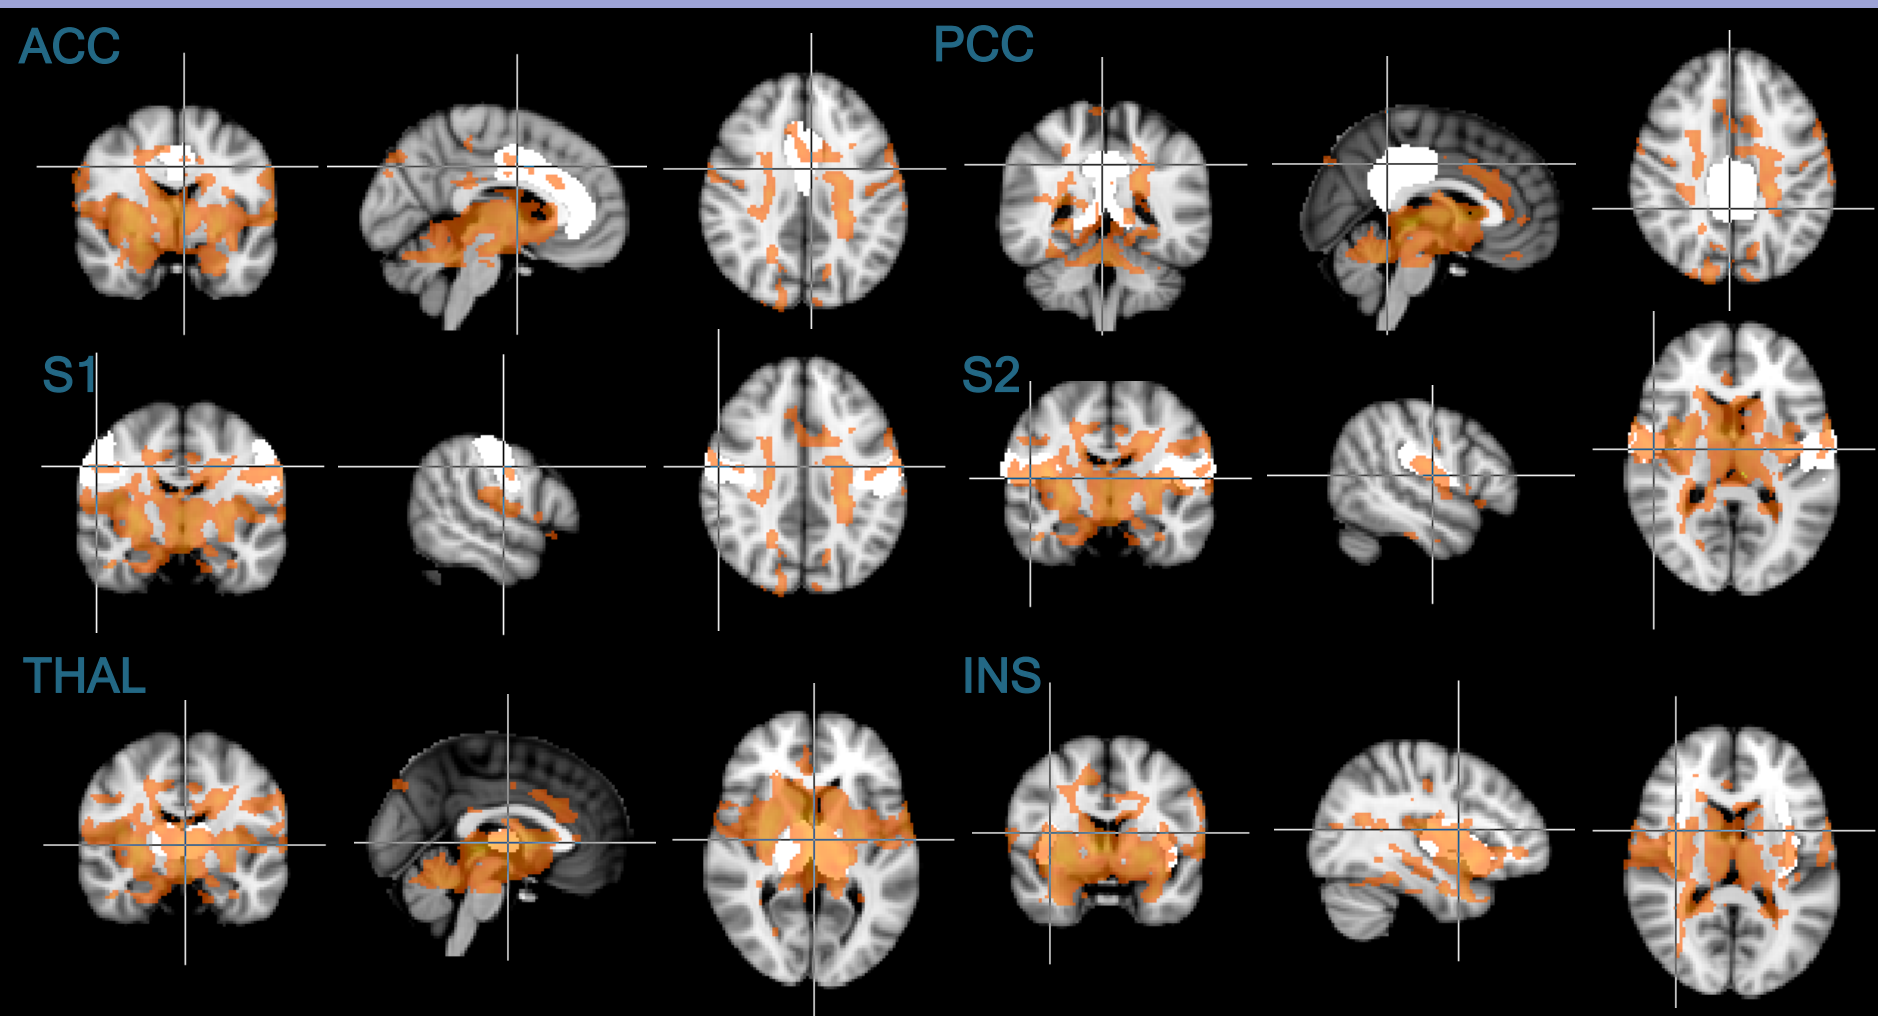 ACC
PCC
S1
S2
THAL
INS